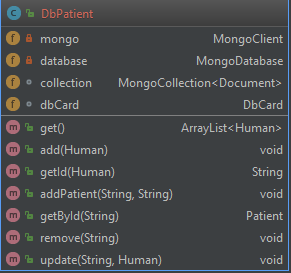 DbPatient
mongo MongoClient
database MongoDatabase
collection MongoCollection<Document>
dbCard DbCard
get() ArrayList<Human>
add(Human) void
getId(Human) String
addPatient(String, String) void
getById(String) Patient
remove(String) void
update(String, Human) void